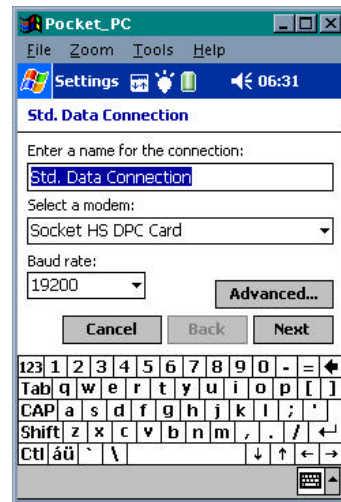 Pocket_PC
File Zoom Tools Help
Settings 06:31
Std. Data Connection
Enter a name for the connection:
Std. Data Connection
Select a modem:
Socket HS DPC Card
Baud rate:
19200
Advanced...
Cancel Back Next
123 1 2 3 4 5 6 7 8 9 0 - =
Tab q w e r t y u i o p [ ]
CAP a s d f g h j k l ; '
Shift z x c v b n m , . /
Ctl áü ` \ ↓ ↑ ← →